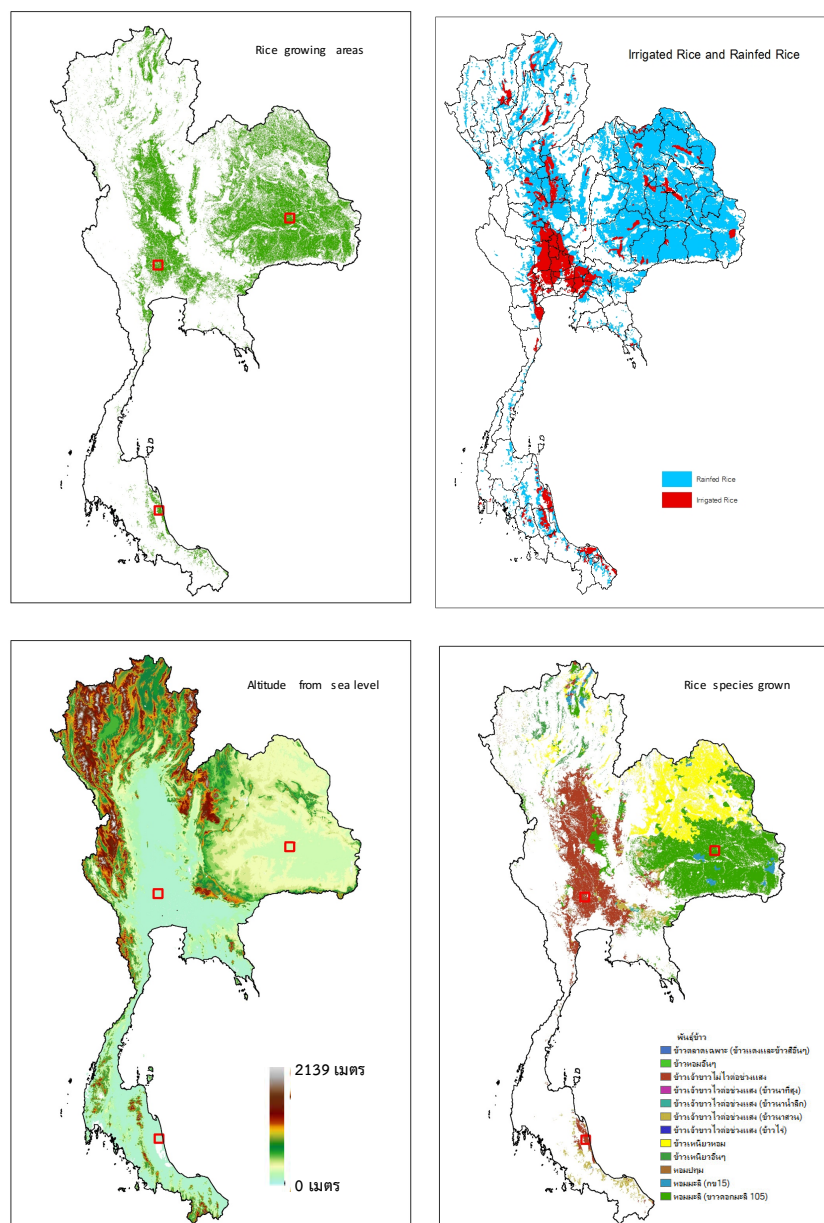 Rice growing areas
Irrigated Rice and Rainfed Rice
Rainfed Rice
Irrigated Rice
Altitude from sea level
2139 เมตร
0 เมตร
Rice species grown
พันธุ์ข้าว
ข้าวตลาดเฉพาะ (ข้าวแดงและข้าวสีอื่นๆ)
ข้าวหอมอื่นๆ
ข้าวเจ้าขาวไม่ไวต่อช่วงแสง
ข้าวเจ้าขาวไวต่อช่วงแสง (ข้าวนาที่สูง)
ข้าวเจ้าขาวไวต่อช่วงแสง (ข้าวนาน้ำลึก)
ข้าวเจ้าขาวไวต่อช่วงแสง (ข้าวนาสวน)
ข้าวเจ้าขาวไวต่อช่วงแสง (ข้าวไร่)
ข้าวเหนียวหอม
ข้าวเหนียวอื่นๆ
หอมปทุม
หอมมะลิ (กข15)
หอมมะลิ (ขาวดอกมะลิ 105)